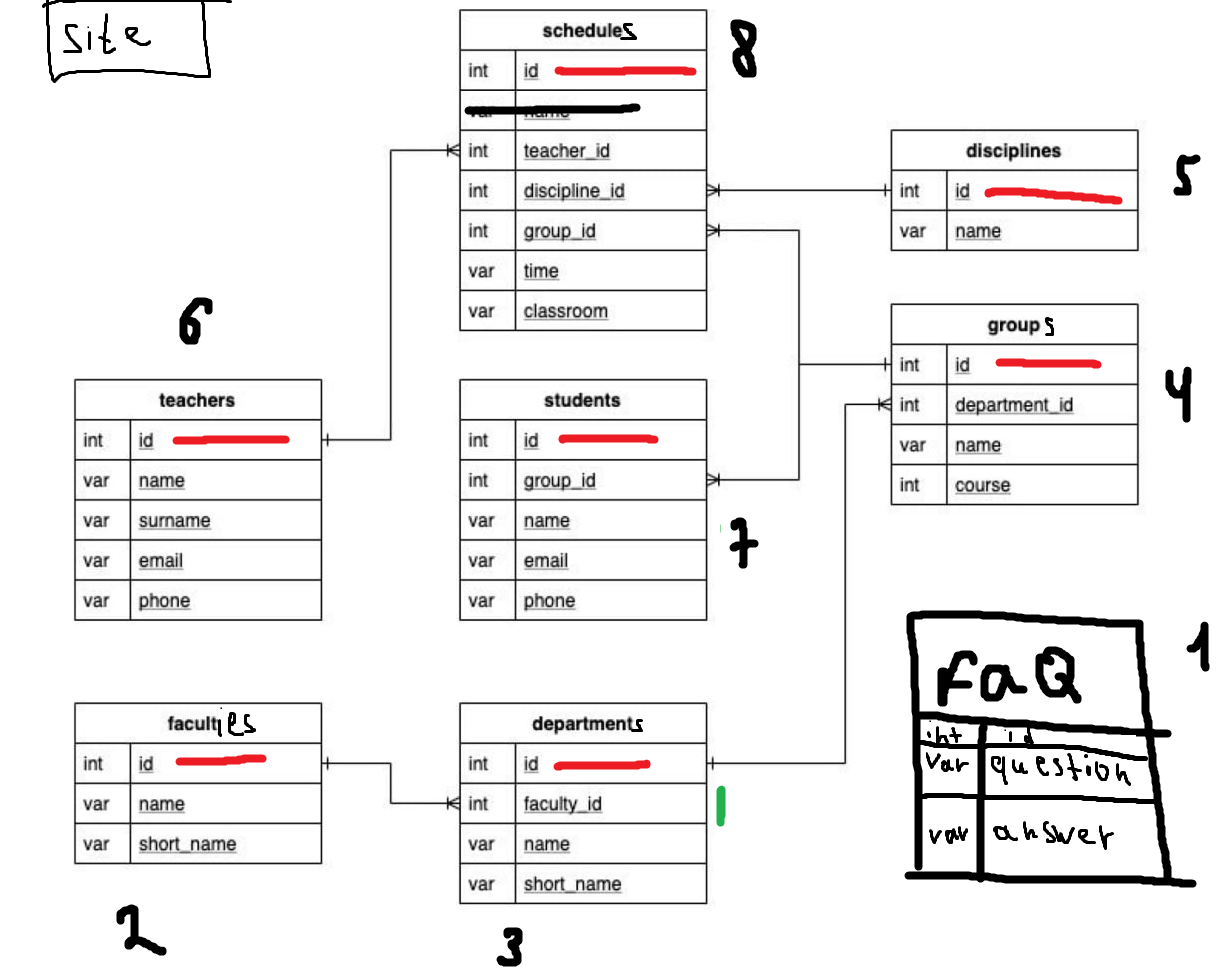 site
schedules
8
int id
var name
int teacher_id
int discipline_id
int group_id
var time
var classroom
disciplines
5
int id
var name
groups
4
int id
int department_id
var name
int course
6
teachers
int id
var name
var surname
var email
var phone
students
int id
int group_id
var name
var email
var phone
7
faculties
int id
var name
var short_name
2
departments
int id
int faculty_id
var name
var short_name
3
FaQ
1
int id
var question
var answer